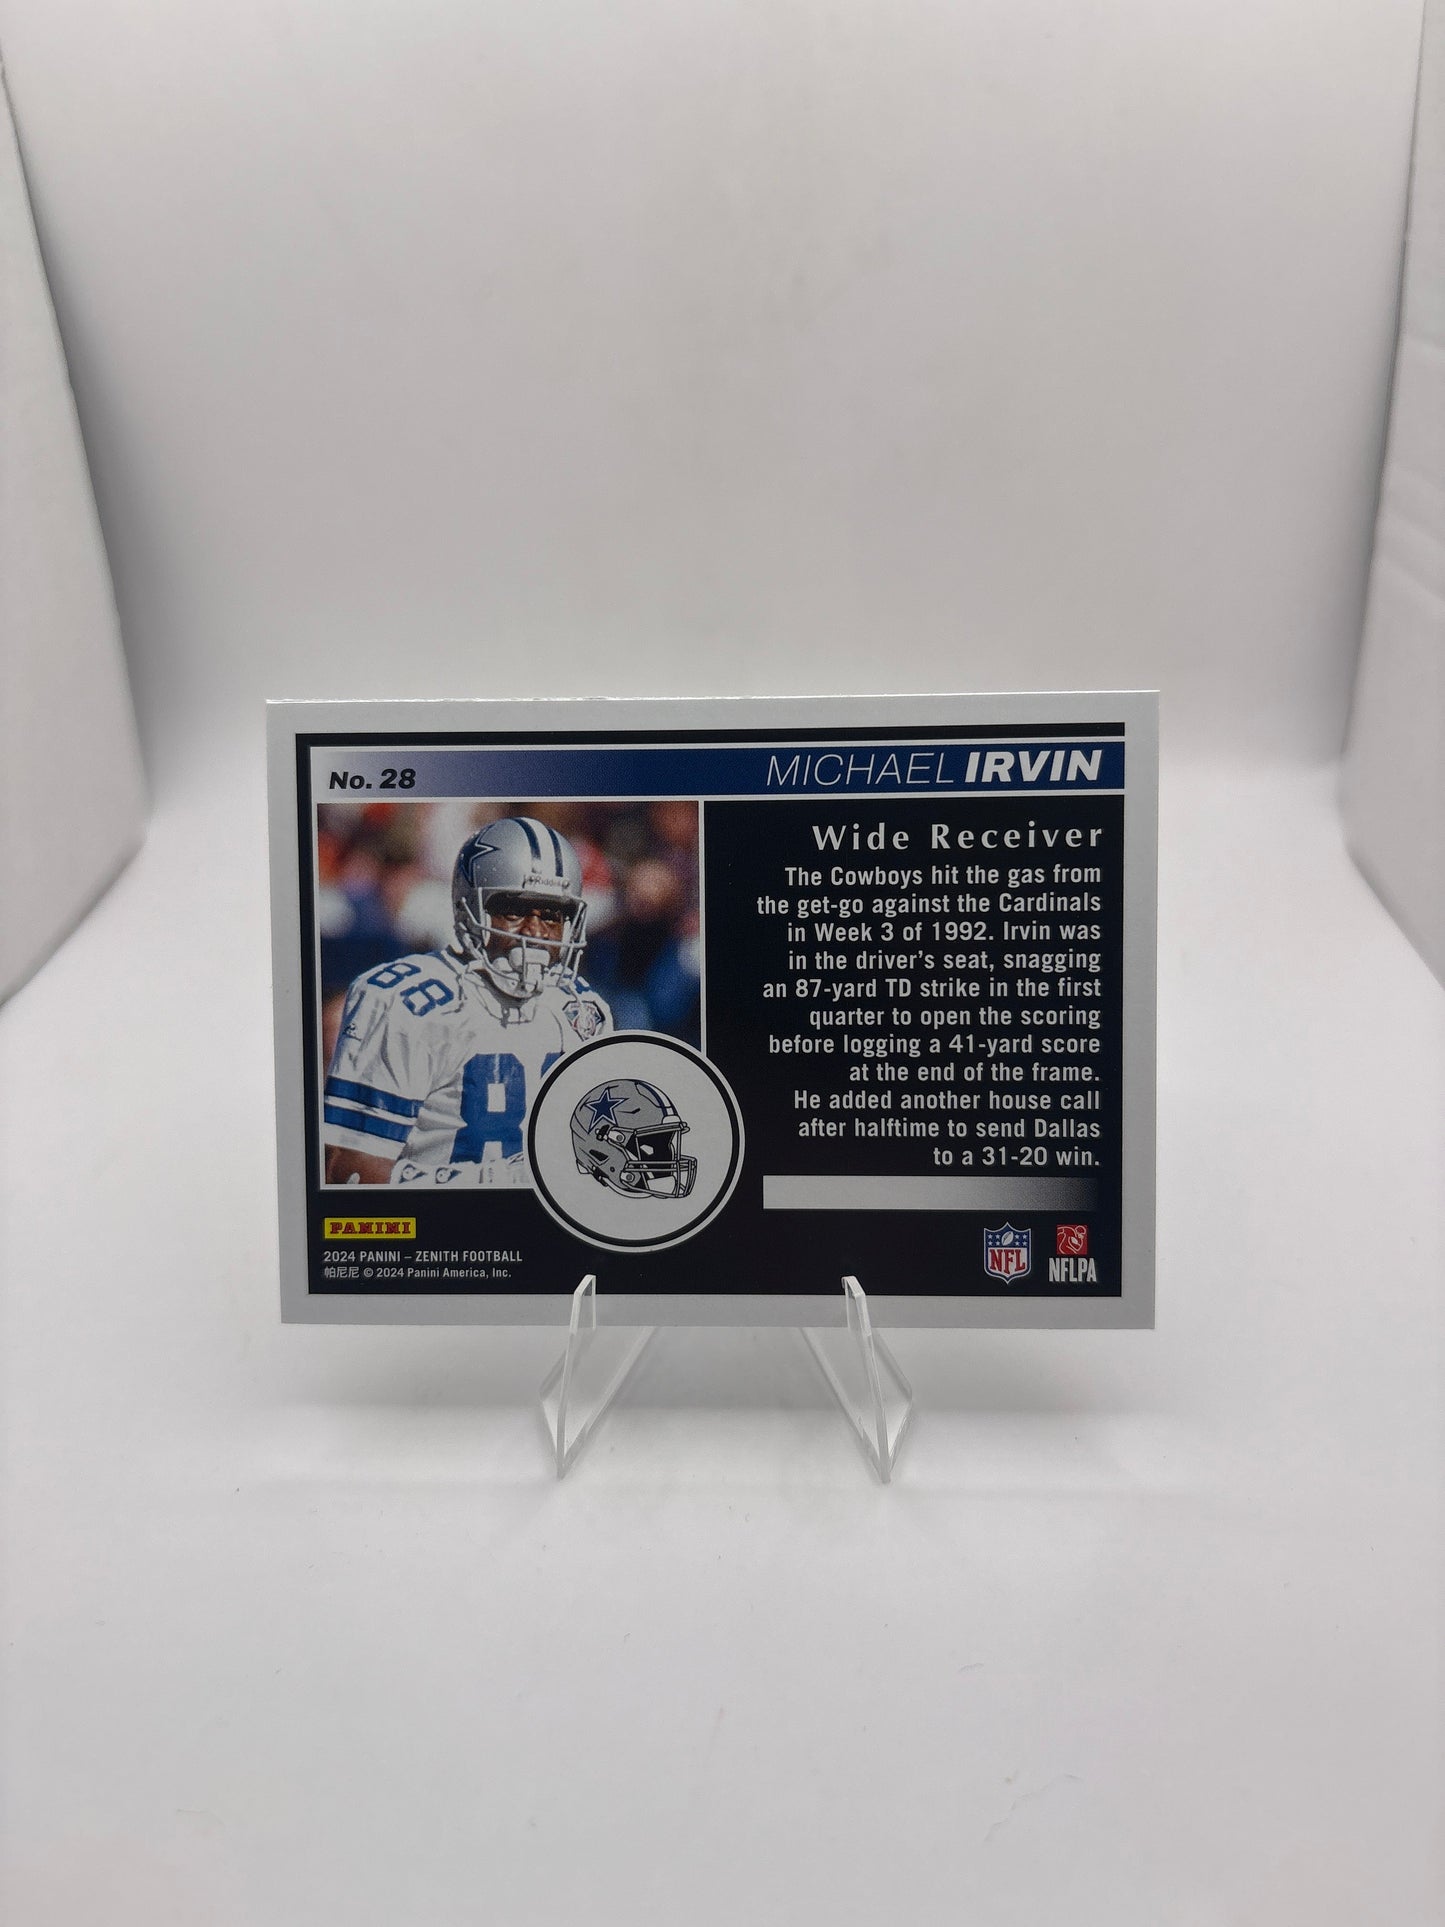 No. 28
MICHAEL IRVIN
Wide Receiver
The Cowboys hit the gas from
the get-go against the Cardinals
in Week 3 of 1992. Irvin was
in the driver's seat, snagging
an 87-yard TD strike in the first
quarter to open the scoring
before logging a 41-yard score
at the end of the frame.
He added another house call
after halftime to send Dallas
to a 31-20 win.
Riddell
88
88
PANINI
2024 PANINI – ZENITH FOOTBALL
帕尼尼 © 2024 Panini America, Inc.
NFL
NFLPA